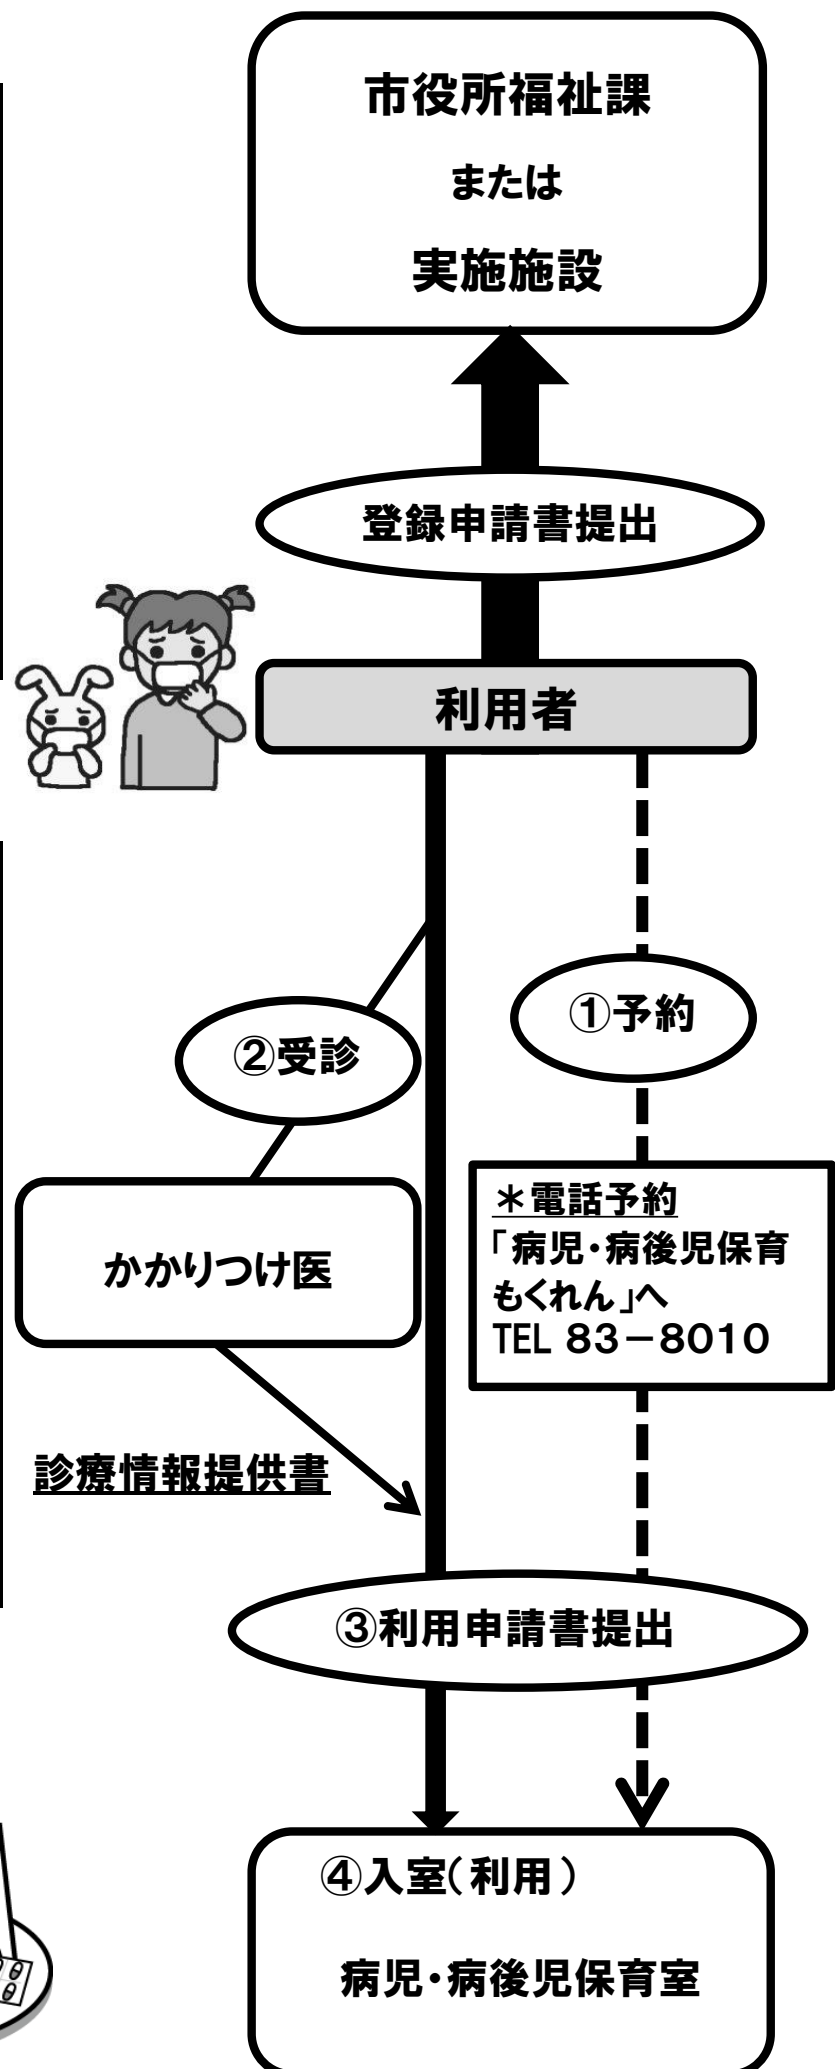 市役所福祉課
または
実施施設
登録申請書提出
利用者
①予約
②受診
かかりつけ医
＊電話予約
「病児・病後児保育
もくれん」へ
TEL 83－8010
診療情報提供書
③利用申請書提出
④入室（利用）
病児・病後児保育室